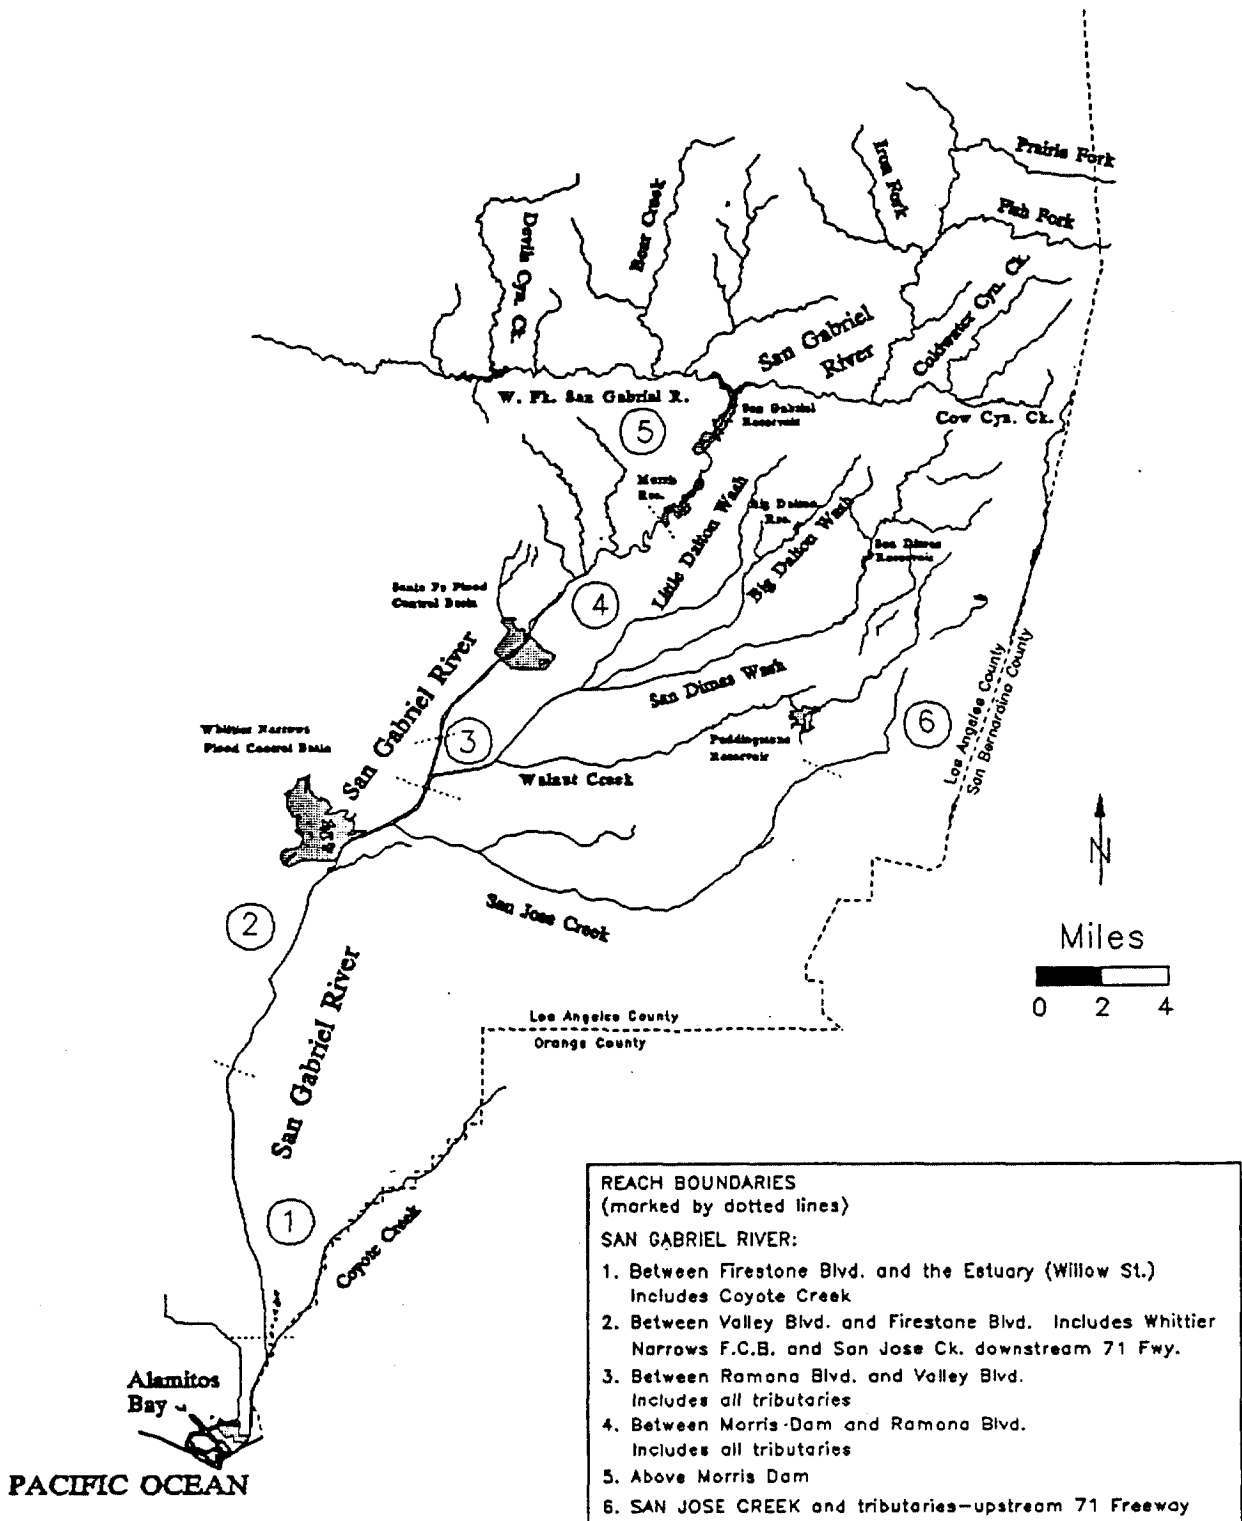 Prairie Fork
Iron Fork
Fish Fork
Bear Creek
Devils Cyn. Ck.
Coldwater Cyn. Ck.
San Gabriel
River
W. Fk. San Gabriel R.
San Gabriel
Reservoir
Cow Cyn. Ck.
5
Morris
Res.
Little Dalton Wash
Big Dalton
Res.
Big Dalton Wash
San Dimas
Reservoir
Santa Fe Flood
Control Basin
4
San Gabriel River
San Dimas Wash
Los Angeles County
San Bernardino County
6
Whittier Narrows
Flood Control Basin
3
Puddingstone
Reservoir
Walnut Creek
N
San Jose Creek
2
Miles
0 2 4
San Gabriel River
Los Angeles County
Orange County
1
Coyote Creek
Alamitos
Bay
PACIFIC OCEAN
REACH BOUNDARIES
(marked by dotted lines)
SAN GABRIEL RIVER:
1. Between Firestone Blvd. and the Estuary (Willow St.)
Includes Coyote Creek
2. Between Valley Blvd. and Firestone Blvd. Includes Whittier
Narrows F.C.B. and San Jose Ck. downstream 71 Fwy.
3. Between Ramona Blvd. and Valley Blvd.
Includes all tributaries
4. Between Morris Dam and Ramona Blvd.
Includes all tributaries
5. Above Morris Dam
6. SAN JOSE CREEK and tributaries-upstream 71 Freeway